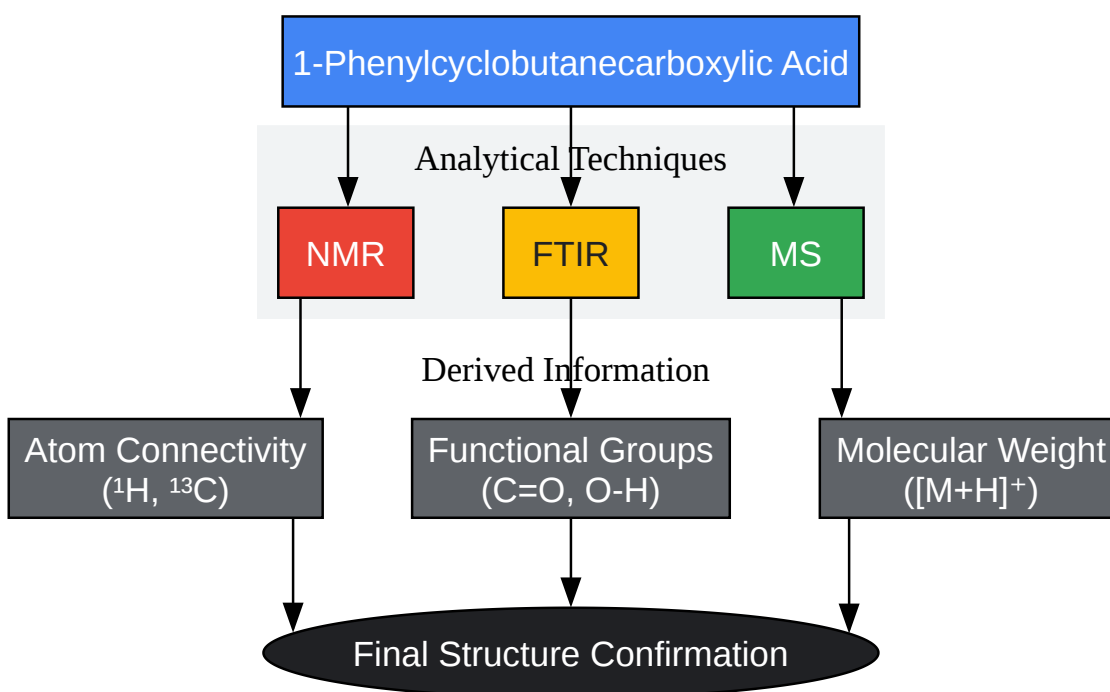 1-Phenylcyclobutanecarboxylic Acid
Analytical Techniques
NMR
FTIR
MS
Derived Information
Atom Connectivity
(¹H, ¹³C)
Functional Groups
(C=O, O-H)
Molecular Weight
([M+H]⁺)
Final Structure Confirmation